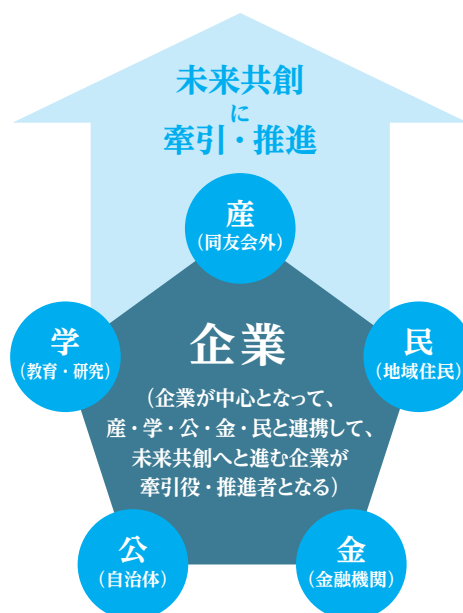 未来共創
に
牽引・推進
産
（同友会外）
学
（教育・研究）
民
（地域住民）
企業
（企業が中心となって、
産・学・公・金・民と連携して、
未来共創へと進む企業が
牽引役・推進者となる）
公
（自治体）
金
（金融機関）